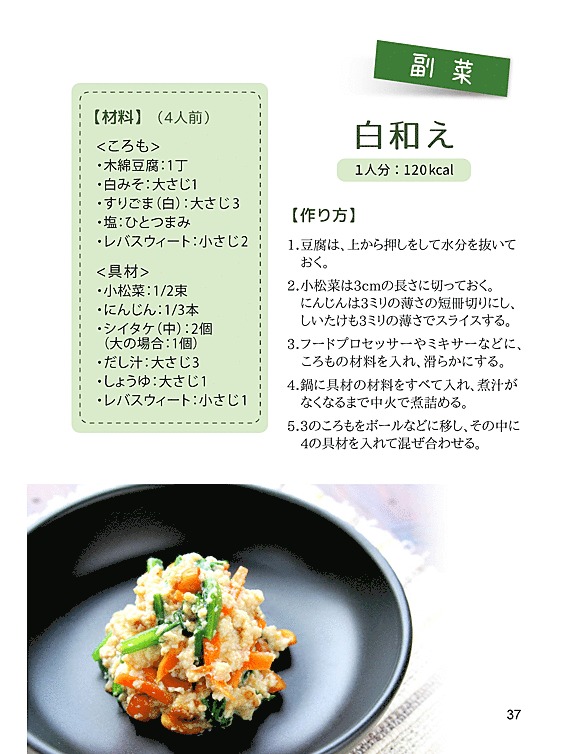 副菜
白和え
1人分：120kcal
【材料】（4人前）
<ころも>
・木綿豆腐：1丁
・白みそ：大さじ1
・すりごま（白）：大さじ3
・塩：ひとつまみ
・レバスウィート：小さじ2
<具材>
・小松菜：1/2束
・にんじん：1/3本
・シイタケ（中）：2個
（大の場合：1個）
・だし汁：大さじ3
・しょうゆ：大さじ1
・レバスウィート：小さじ1
【作り方】
1.豆腐は、上から押しをして水分を抜いて
おく。
2.小松菜は3cmの長さに切っておく。
にんじんは3ミリの薄さの短冊切りにし、
しいたけも3ミリの薄さでスライスする。
3.フードプロセッサーやミキサーなどに、
ころもの材料を入れ、滑らかにする。
4.鍋に具材の材料をすべて入れ、煮汁が
なくなるまで中火で煮詰める。
5.3のころもをボールなどに移し、その中に
4の具材を入れて混ぜ合わせる。
37